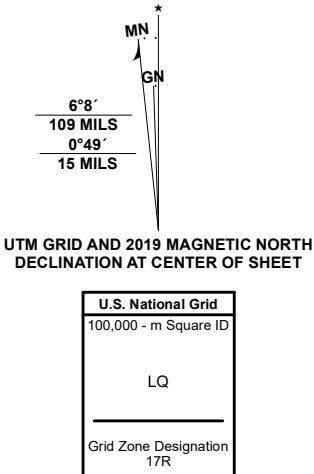 ★
MN
GN
6°8´
109 MILS
0°49´
15 MILS
UTM GRID AND 2019 MAGNETIC NORTH
DECLINATION AT CENTER OF SHEET
U.S. National Grid
100,000 - m Square ID
LQ
Grid Zone Designation
17R